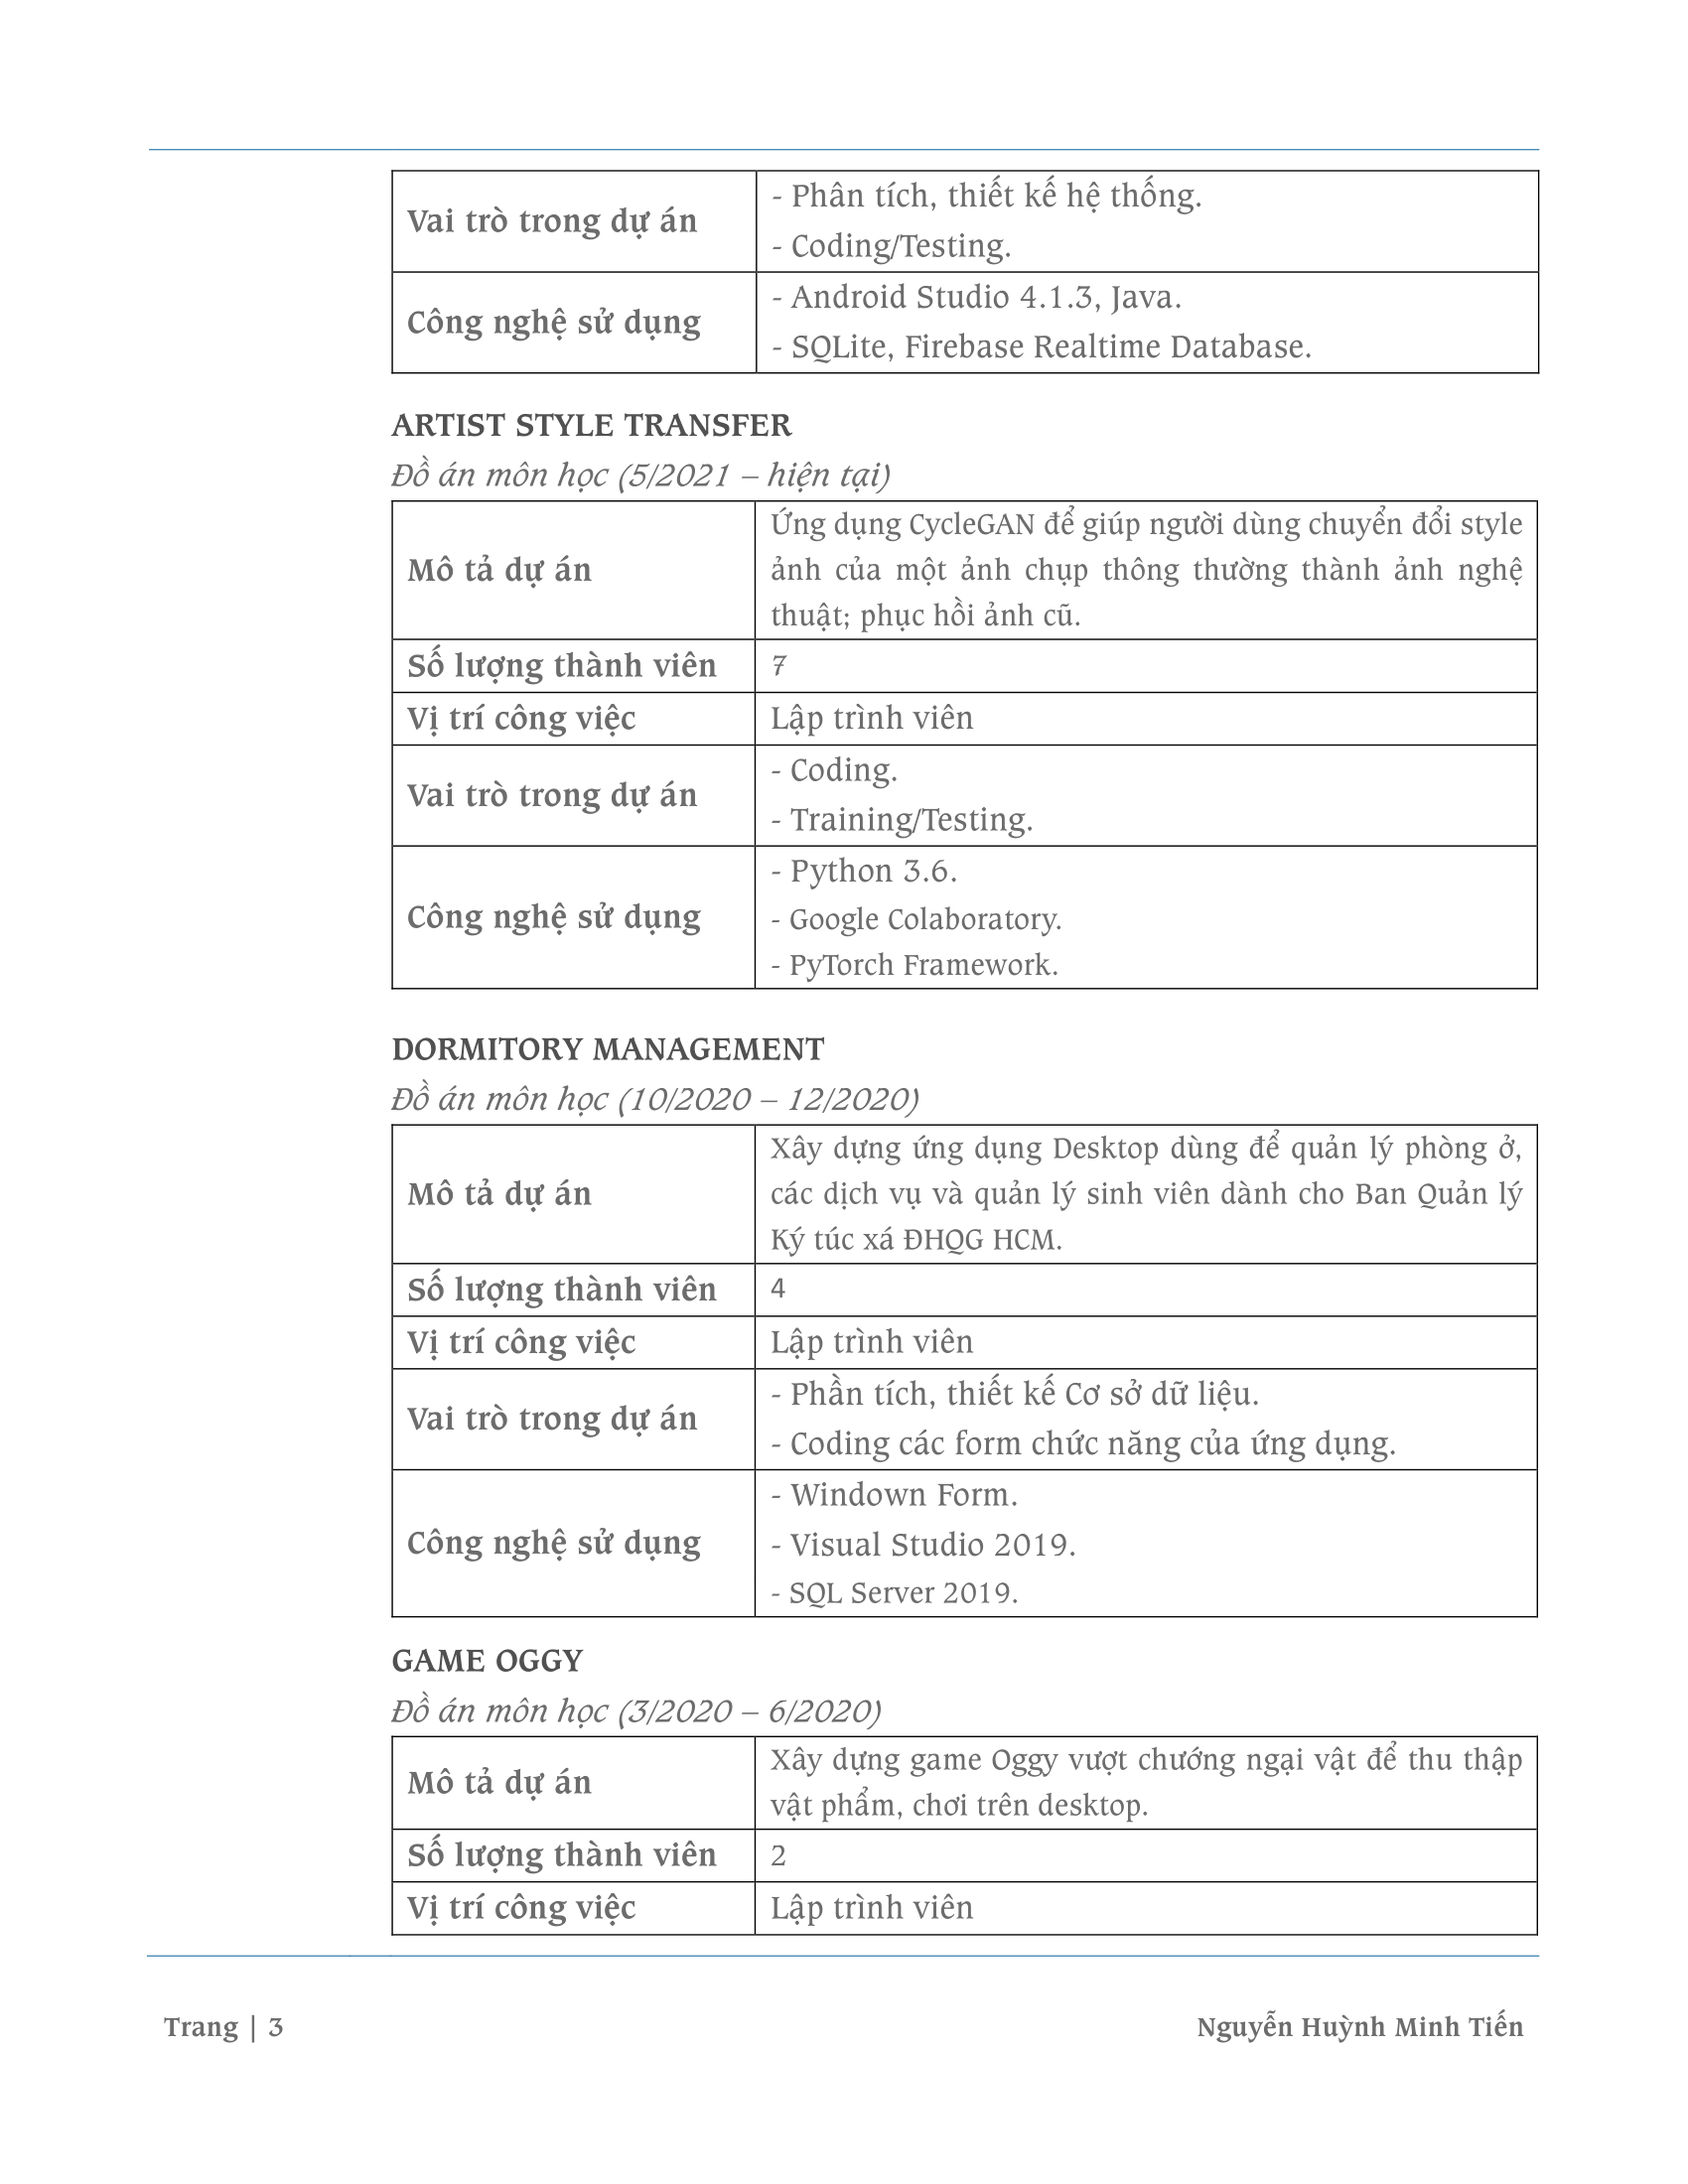 Vai trò trong dự án
- Phân tích, thiết kế hệ thống.
- Coding/Testing.
Công nghệ sử dụng
- Android Studio 4.1.3, Java.
- SQLite, Firebase Realtime Database.
ARTIST STYLE TRANSFER
Đồ án môn học (5/2021 – hiện tại)
Mô tả dự án
Ứng dụng CycleGAN để giúp người dùng chuyển đổi style
ảnh của một ảnh chụp thông thường thành ảnh nghệ
thuật; phục hồi ảnh cũ.
Số lượng thành viên
7
Vị trí công việc
Lập trình viên
Vai trò trong dự án
- Coding.
- Training/Testing.
Công nghệ sử dụng
- Python 3.6.
- Google Colaboratory.
- PyTorch Framework.
DORMITORY MANAGEMENT
Đồ án môn học (10/2020 – 12/2020)
Mô tả dự án
Xây dựng ứng dụng Desktop dùng để quản lý phòng ở,
các dịch vụ và quản lý sinh viên dành cho Ban Quản lý
Ký túc xá ĐHQG HCM.
Số lượng thành viên
4
Vị trí công việc
Lập trình viên
Vai trò trong dự án
- Phần tích, thiết kế Cơ sở dữ liệu.
- Coding các form chức năng của ứng dụng.
Công nghệ sử dụng
- Windown Form.
- Visual Studio 2019.
- SQL Server 2019.
GAME OGGY
Đồ án môn học (3/2020 – 6/2020)
Mô tả dự án
Xây dựng game Oggy vượt chướng ngại vật để thu thập
vật phẩm, chơi trên desktop.
Số lượng thành viên
2
Vị trí công việc
Lập trình viên
Trang | 3
Nguyễn Huỳnh Minh Tiến